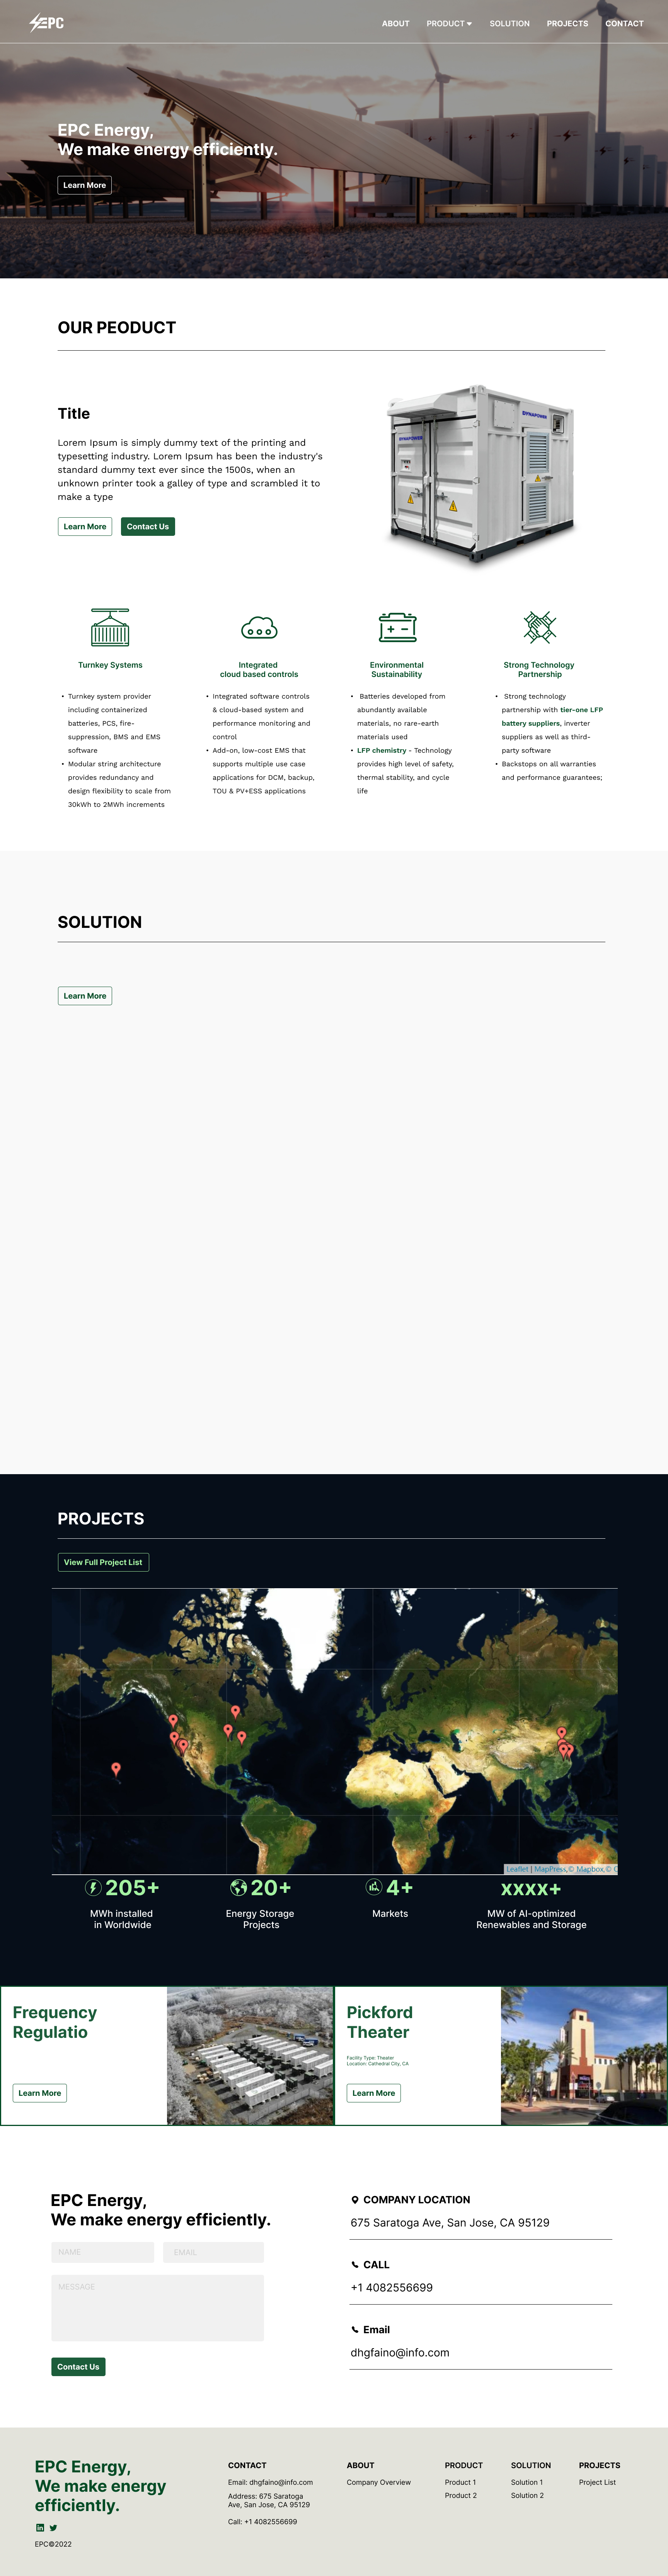 EPC
ABOUT PRODUCT SOLUTION PROJECTS CONTACT
EPC Energy,
We make energy efficiently.
Learn More
OUR PEODUCT
Title
Lorem Ipsum is simply dummy text of the printing and
typesetting industry. Lorem Ipsum has been the industry's
standard dummy text ever since the 1500s, when an
unknown printer took a galley of type and scrambled it to
make a type
Learn More Contact Us
DYNAPOWER
DYNAPOWER
Turnkey Systems
• Turnkey system provider
including containerized
batteries, PCS, fire-
suppression, BMS and EMS
software
• Modular string architecture
provides redundancy and
design flexibility to scale from
30kWh to 2MWh increments
Integrated
cloud based controls
• Integrated software controls
& cloud-based system and
performance monitoring and
control
• Add-on, low-cost EMS that
supports multiple use case
applications for DCM, backup,
TOU & PV+ESS applications
Environmental
Sustainability
• Batteries developed from
abundantly available
materials, no rare-earth
materials used
• LFP chemistry - Technology
provides high level of safety,
thermal stability, and cycle
life
Strong Technology
Partnership
• Strong technology
partnership with tier-one LFP
battery suppliers, inverter
suppliers as well as third-
party software
• Backstops on all warranties
and performance guarantees;
SOLUTION
Learn More
PROJECTS
View Full Project List
Leaflet | MapPress,© Mapbox,© O
205+
MWh installed
in Worldwide
20+
Energy Storage
Projects
4+
Markets
xxxx+
MW of AI-optimized
Renewables and Storage
Frequency
Regulatio
Learn More
Pickford
Theater
Facility Type: Theater
Location: Cathedral City, CA
Learn More
EPC Energy,
We make energy efficiently.
NAME EMAIL
MESSAGE
Contact Us
COMPANY LOCATION
675 Saratoga Ave, San Jose, CA 95129
CALL
+1 4082556699
Email
dhgfaino@info.com
EPC Energy,
We make energy
efficiently.
EPC©2022
CONTACT
Email: dhgfaino@info.com
Address: 675 Saratoga
Ave, San Jose, CA 95129
Call: +1 4082556699
ABOUT
Company Overview
PRODUCT
Product 1
Product 2
SOLUTION
Solution 1
Solution 2
PROJECTS
Project List